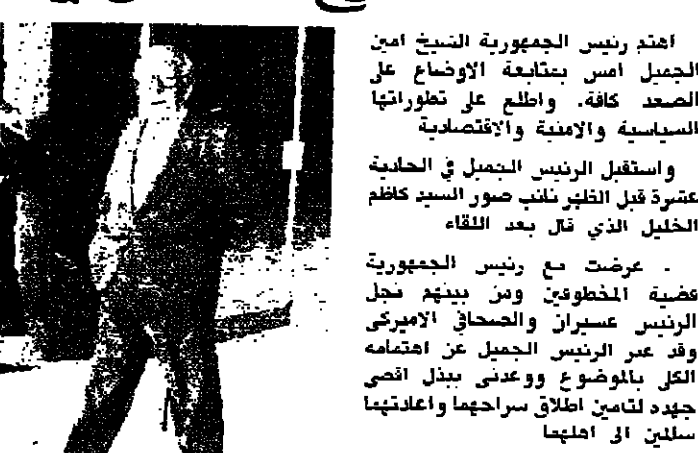 اهتم رئيس الجمهورية الشيخ امين
الجميل امس بمتابعة الاوضاع على
الصعد كافة. واطلع على تطوراتها
السياسية والامنية والاقتصادية
واستقبل الرئيس الجميل في الحادية
عشرة قبل الظهر نائب صور السيد كاظم
الخليل الذي قال بعد اللقاء
- عرضت مع رئيس الجمهورية
قضية المخطوفين ومن بينهم نجل
الرئيس عسيران والصحافي الاميركي
وقد عبر الرئيس الجميل عن اهتمامه
الكلي بالموضوع ووعدني ببذل اقصى
جهده لتامين اطلاق سراحهما واعادتهما
سالمين الى اهلهما